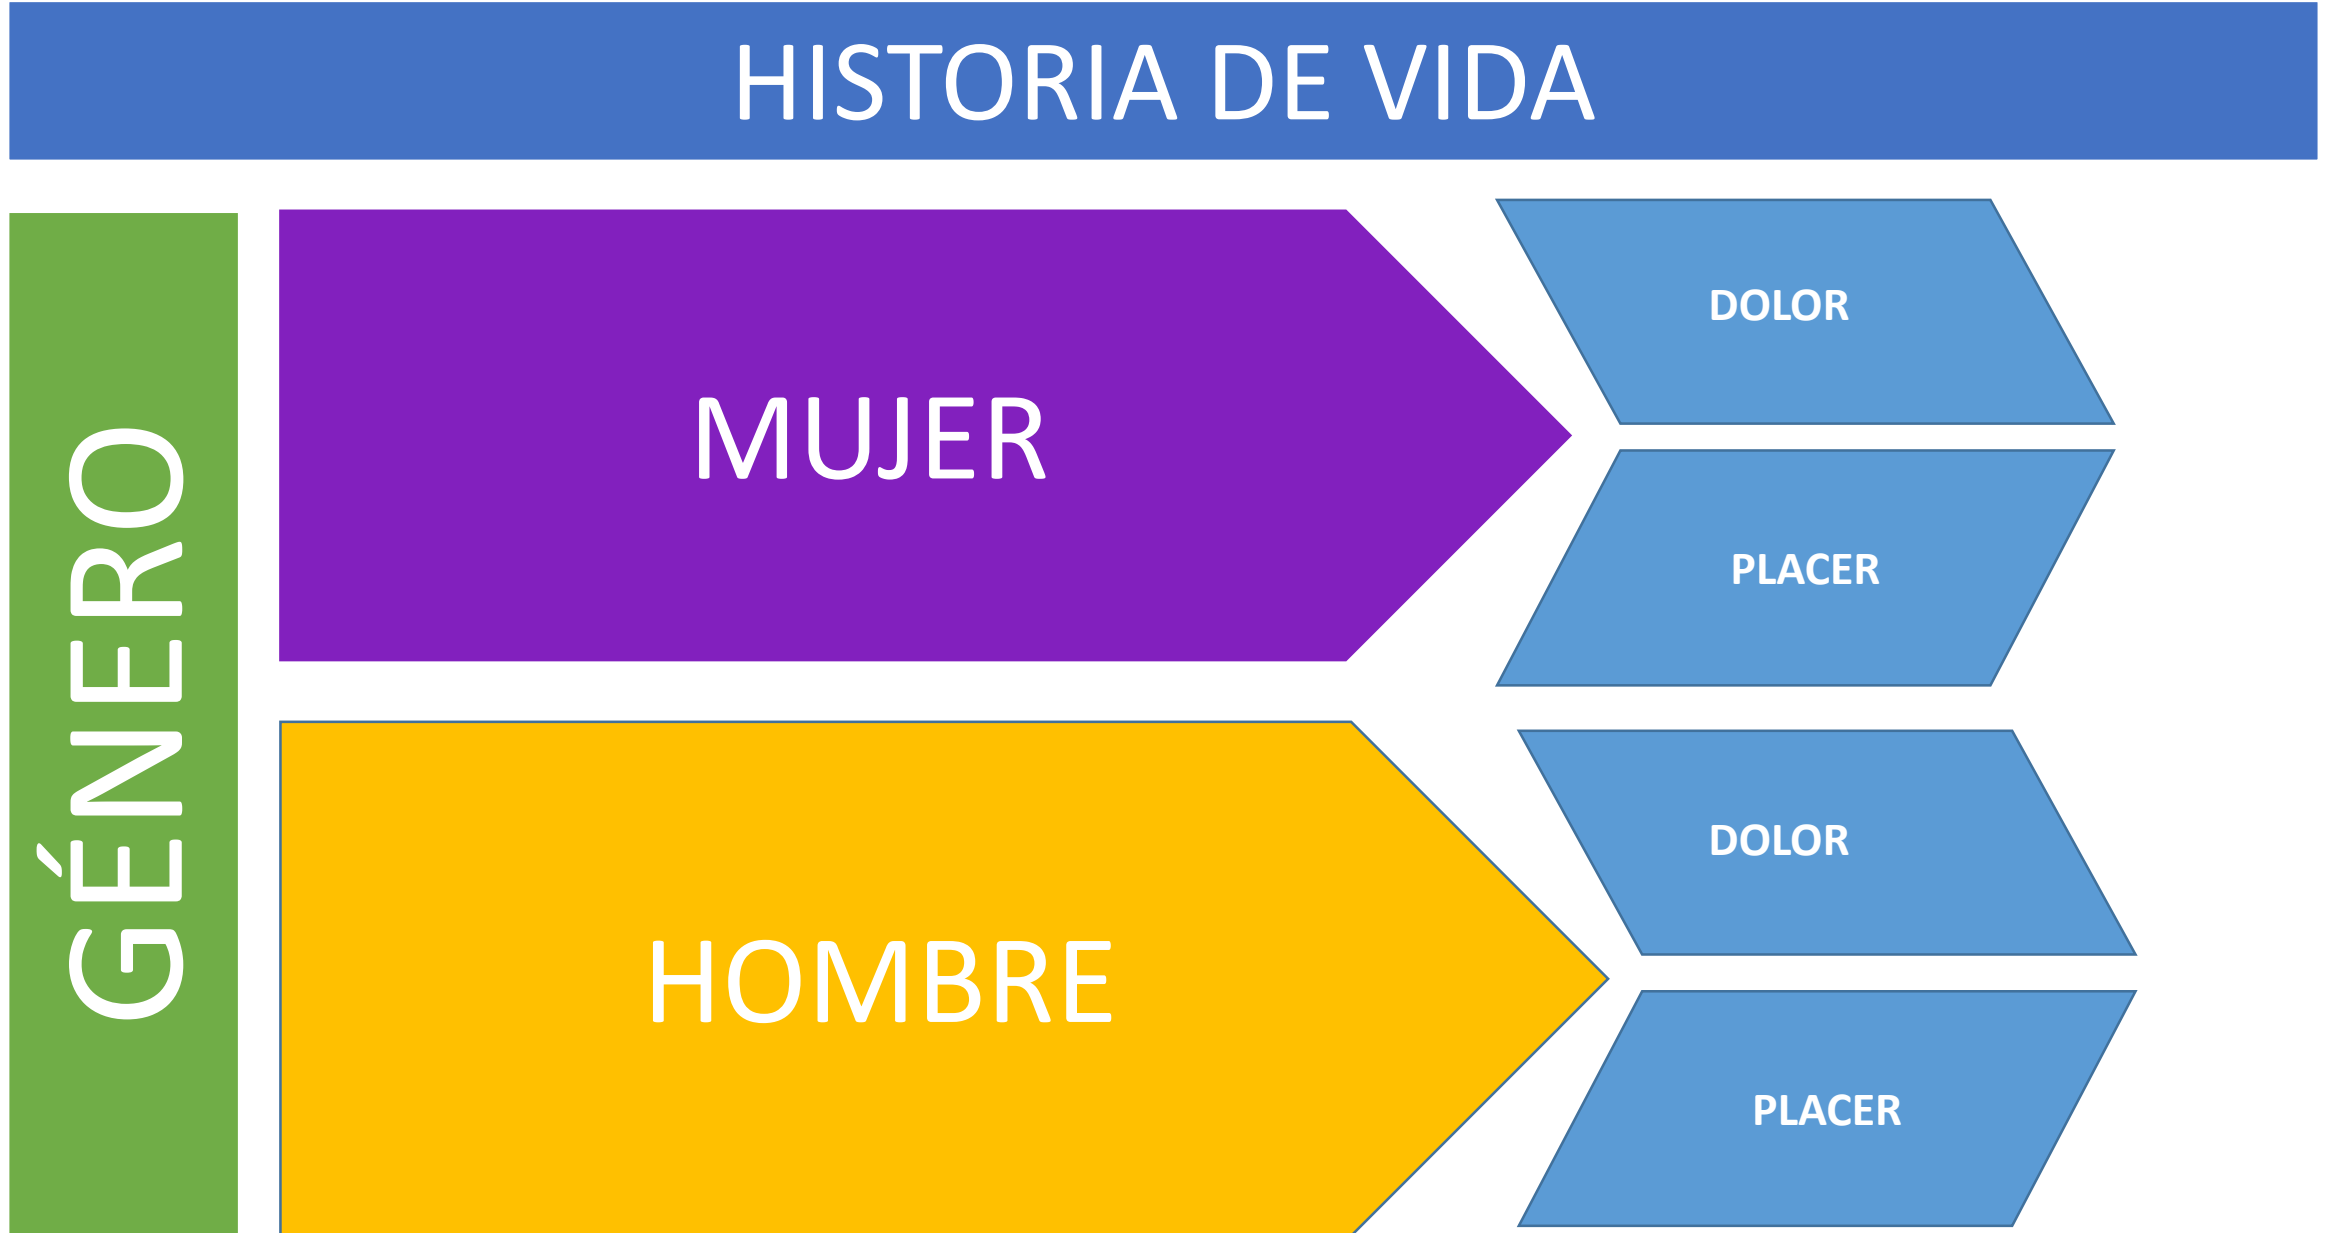 HISTORIA DE VIDA
GÉNERO
MUJER
DOLOR
PLACER
HOMBRE
DOLOR
PLACER